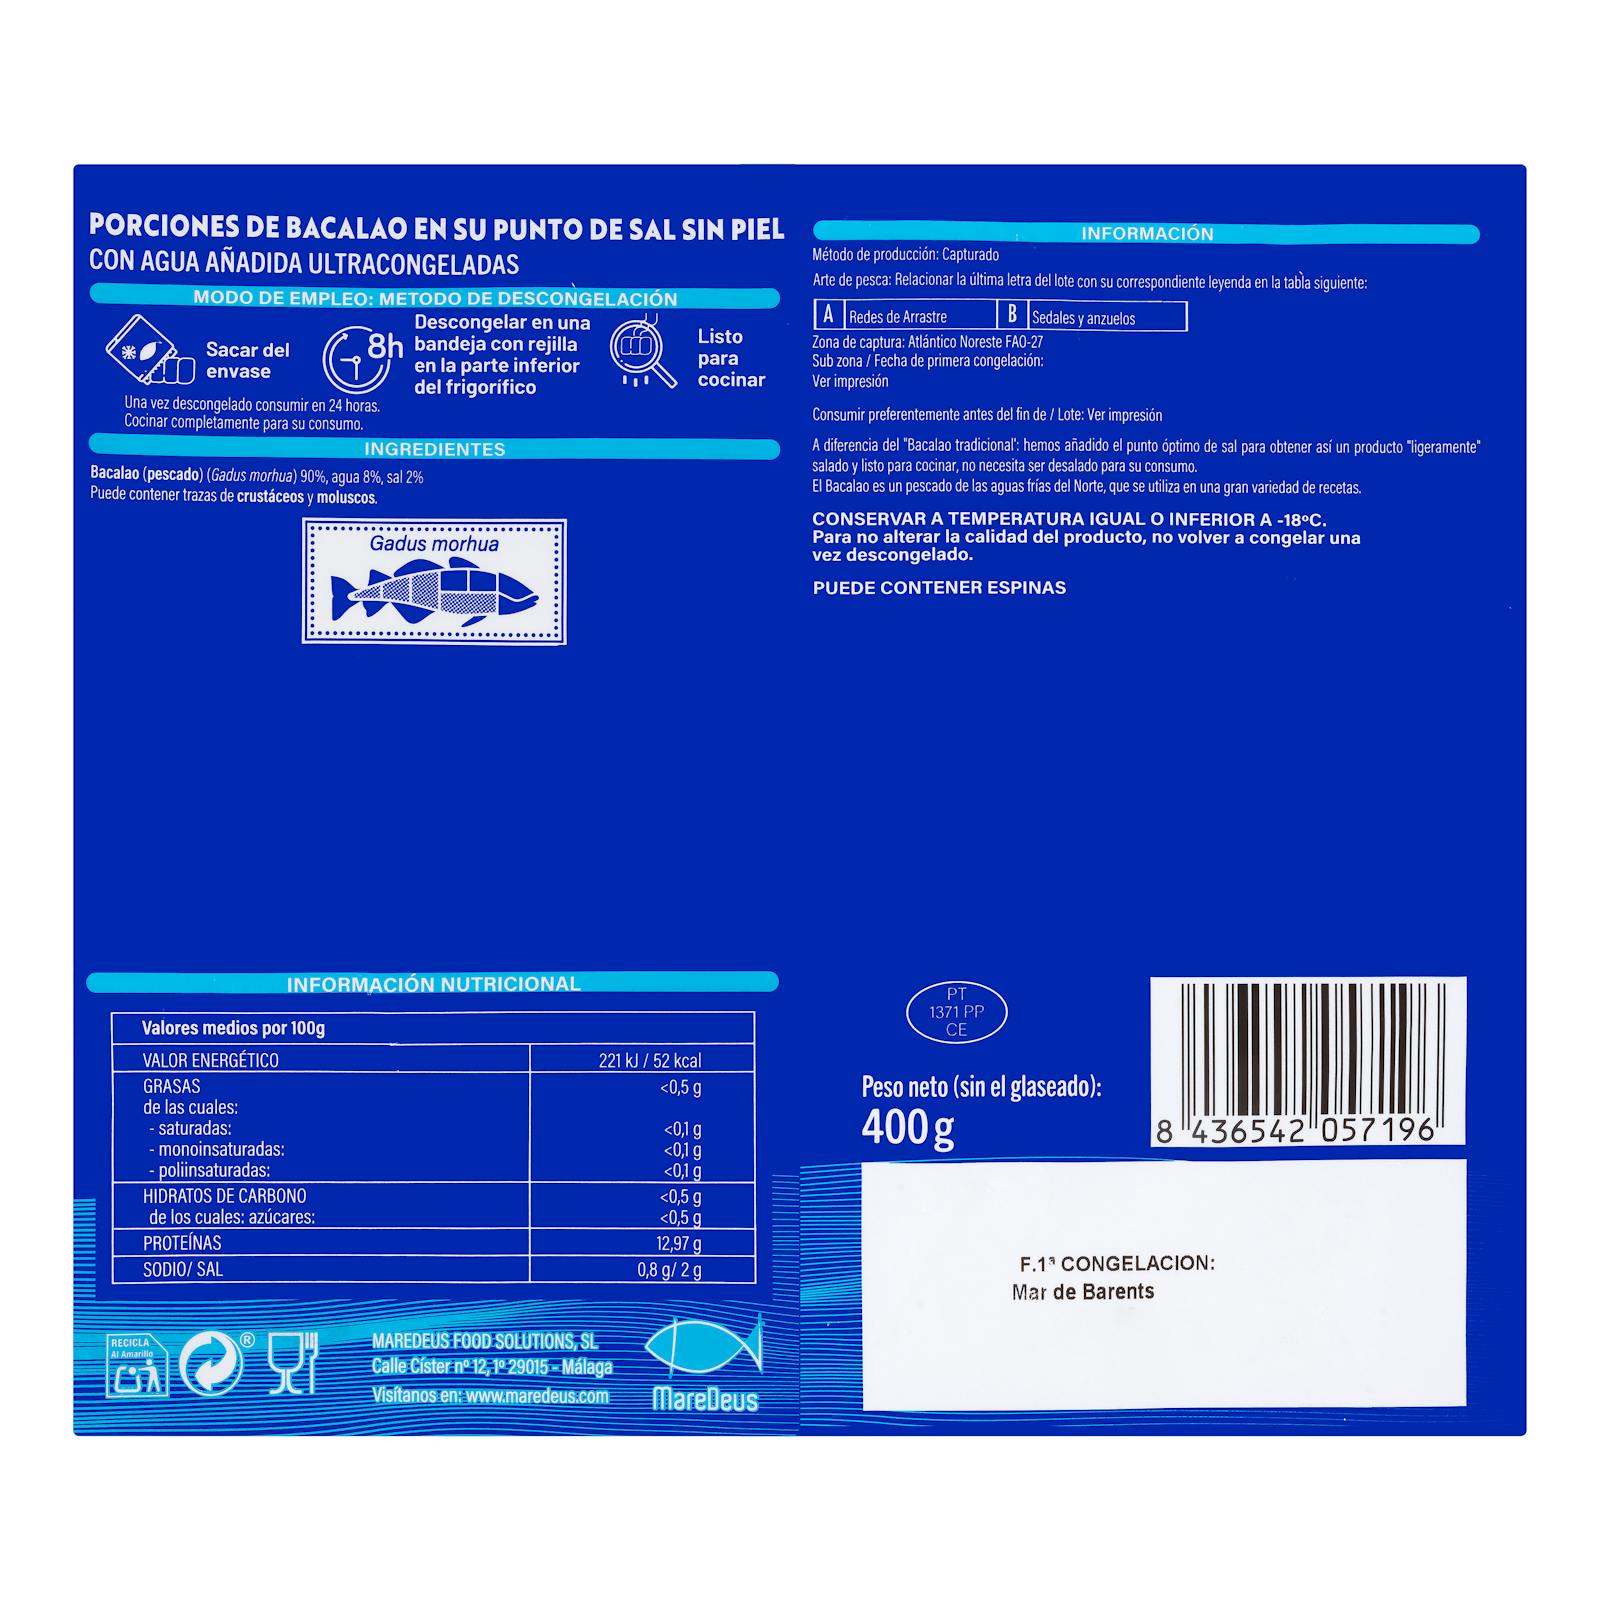 PORCIONES DE BACALAO EN SU PUNTO DE SAL SIN PIEL
CON AGUA AÑADIDA ULTRACONGELADAS
MODO DE EMPLEO: METODO DE DESCONGELACIÓN
Sacar del
envase
8h
Descongelar en una
bandeja con rejilla
en la parte inferior
del frigorífico
Listo
para
cocinar
Una vez descongelado consumir en 24 horas.
Cocinar completamente para su consumo.
INGREDIENTES
Bacalao (pescado) (Gadus morhua) 90%, agua 8%, sal 2%
Puede contener trazas de crustáceos y moluscos.
Gadus morhua
INFORMACIÓN NUTRICIONAL
Valores medios por 100g
VALOR ENERGÉTICO 221 kJ / 52 kcal
GRASAS <0,5 g
de las cuales:
- saturadas: <0,1 g
- monoinsaturadas: <0,1 g
- poliinsaturadas: <0,1 g
HIDRATOS DE CARBONO <0,5 g
de los cuales: azúcares: <0,5 g
PROTEÍNAS 12,97 g
SODIO/ SAL 0,8 g/ 2 g
RECICLA
Al Amarillo
®
MAREDEUS FOOD SOLUTIONS, SL
Calle Císter nº 12, 1º 29015 - Málaga
Visítanos en: www.maredeus.com
MareDeus
INFORMACIÓN
Método de producción: Capturado
Arte de pesca: Relacionar la última letra del lote con su correspondiente leyenda en la tabla siguiente:
A Redes de Arrastre B Sedales y anzuelos
Zona de captura: Atlántico Noreste FAO-27
Sub zona / Fecha de primera congelación:
Ver impresión
Consumir preferentemente antes del fin de / Lote: Ver impresión
A diferencia del "Bacalao tradicional': hemos añadido el punto óptimo de sal para obtener así un producto "ligeramente"
salado y listo para cocinar, no necesita ser desalado para su consumo.
El Bacalao es un pescado de las aguas frías del Norte, que se utiliza en una gran variedad de recetas.
CONSERVAR A TEMPERATURA IGUAL O INFERIOR A -18ºC.
Para no alterar la calidad del producto, no volver a congelar una
vez descongelado.
PUEDE CONTENER ESPINAS
PT
1371 PP
CE
Peso neto (sin el glaseado):
400 g
8 436542 057196
F.1ª CONGELACION:
Mar de Barents